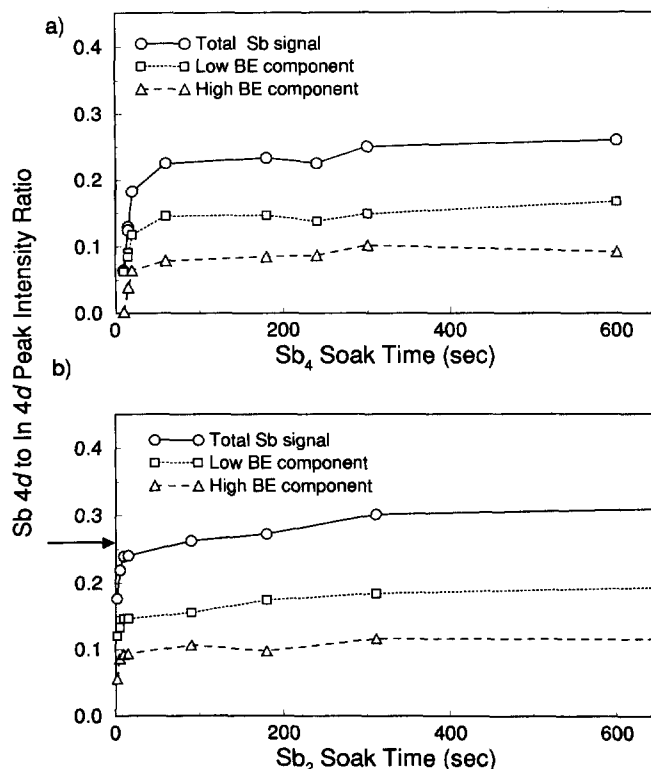 a)
0.4
0.3
0.2
0.1
0.0
Total Sb signal
Low BE component
High BE component
0 200 400 600
Sb₄ Soak Time (sec)
Sb 4d to In 4d Peak Intensity Ratio
b)
0.4
0.3
0.2
0.1
0.0
Total Sb signal
Low BE component
High BE component
0 200 400 600
Sb₂ Soak Time (sec)